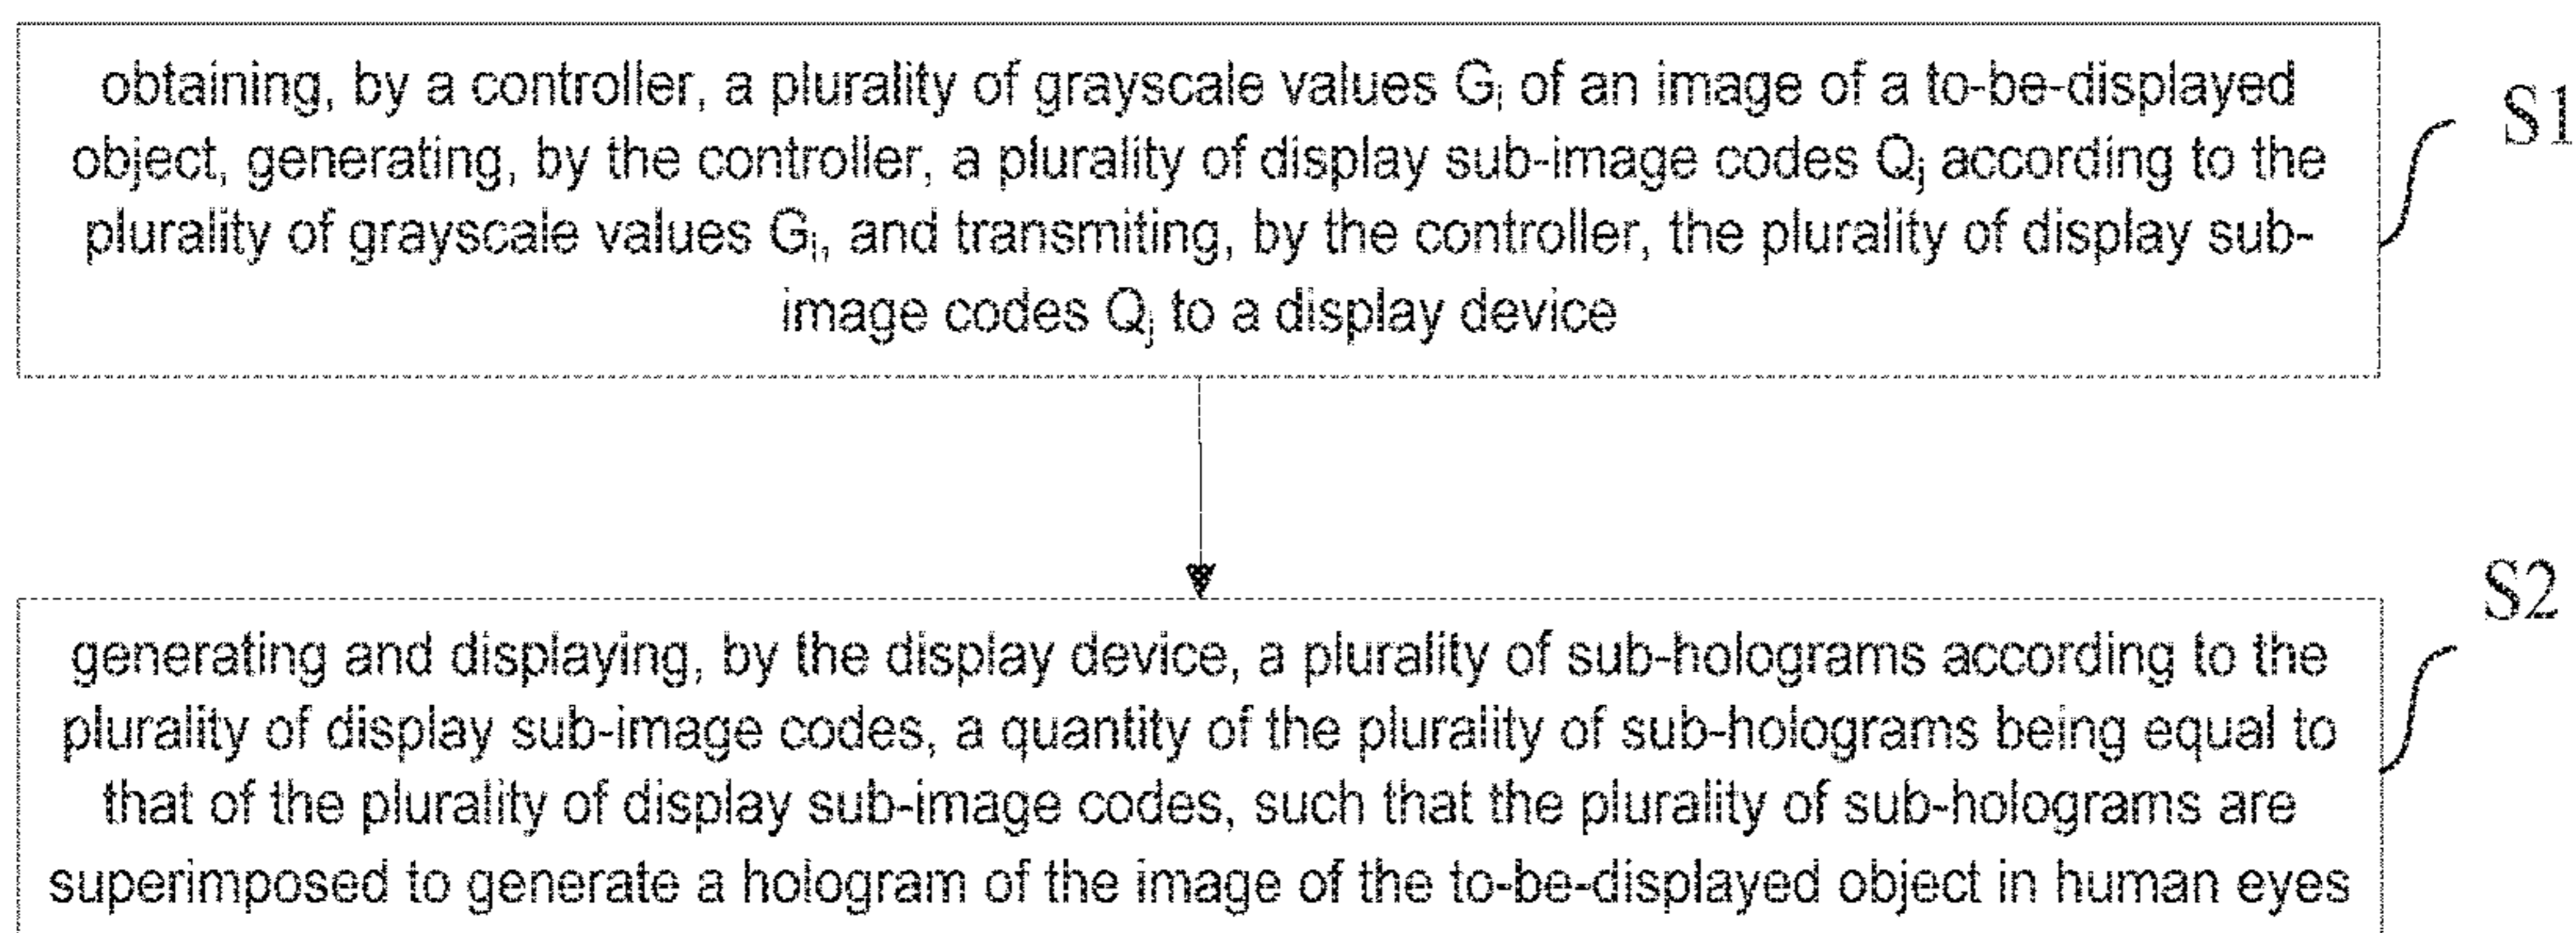 obtaining, by a controller, a plurality of grayscale values Gi of an image of a to-be-displayed
object, generating, by the controller, a plurality of display sub-image codes Qj according to the
plurality of grayscale values Gi, and transmiting, by the controller, the plurality of display sub-
image codes Qj to a display device
S1
generating and displaying, by the display device, a plurality of sub-holograms according to the
plurality of display sub-image codes, a quantity of the plurality of sub-holograms being equal to
that of the plurality of display sub-image codes, such that the plurality of sub-holograms are
superimposed to generate a hologram of the image of the to-be-displayed object in human eyes
S2